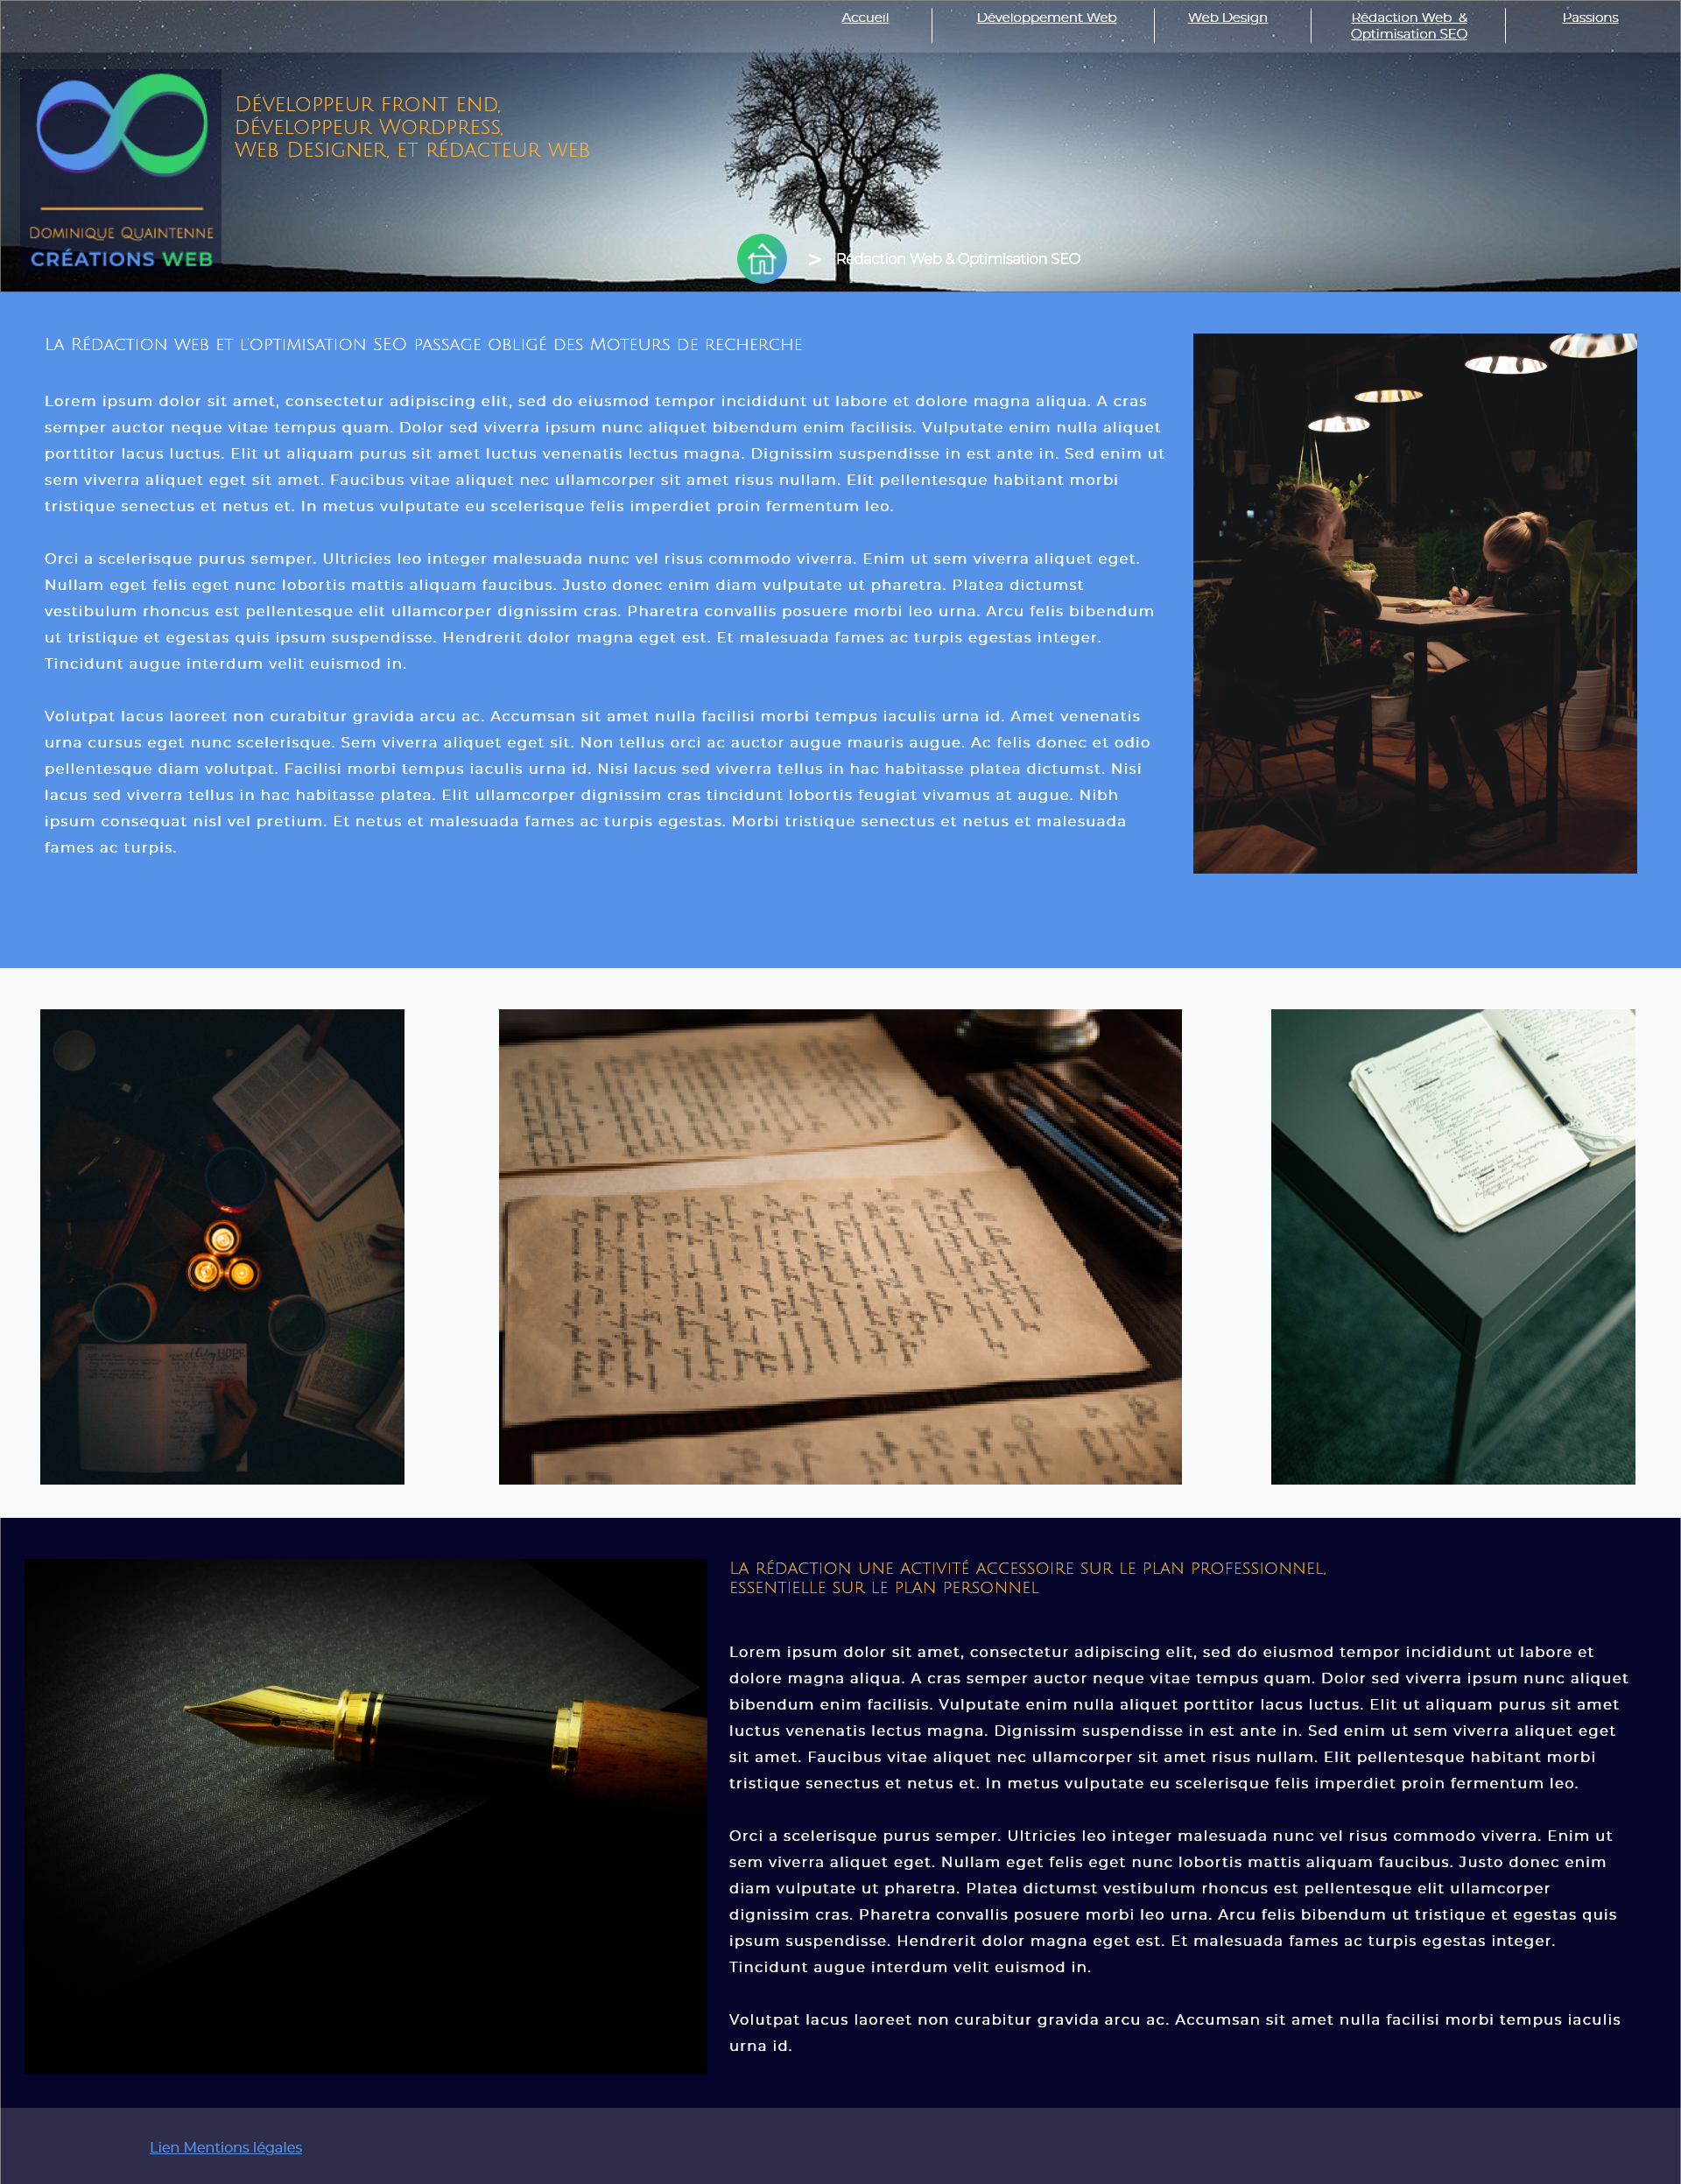 Accueil
Développement Web
Web Design
Rédaction Web &
Optimisation SEO
Passions
Développeur front end,
développeur Wordpress,
Web Designer, et rédacteur web
Dominique Quaintenne
CRÉATIONS WEB
> Rédaction Web & Optimisation SEO
La Rédaction web et l'optimisation SEO passage obligé des Moteurs de recherche
Lorem ipsum dolor sit amet, consectetur adipiscing elit, sed do eiusmod tempor incididunt ut labore et dolore magna aliqua. A cras
semper auctor neque vitae tempus quam. Dolor sed viverra ipsum nunc aliquet bibendum enim facilisis. Vulputate enim nulla aliquet
porttitor lacus luctus. Elit ut aliquam purus sit amet luctus venenatis lectus magna. Dignissim suspendisse in est ante in. Sed enim ut
sem viverra aliquet eget sit amet. Faucibus vitae aliquet nec ullamcorper sit amet risus nullam. Elit pellentesque habitant morbi
tristique senectus et netus et. In metus vulputate eu scelerisque felis imperdiet proin fermentum leo.
Orci a scelerisque purus semper. Ultricies leo integer malesuada nunc vel risus commodo viverra. Enim ut sem viverra aliquet eget.
Nullam eget felis eget nunc lobortis mattis aliquam faucibus. Justo donec enim diam vulputate ut pharetra. Platea dictumst
vestibulum rhoncus est pellentesque elit ullamcorper dignissim cras. Pharetra convallis posuere morbi leo urna. Arcu felis bibendum
ut tristique et egestas quis ipsum suspendisse. Hendrerit dolor magna eget est. Et malesuada fames ac turpis egestas integer.
Tincidunt augue interdum velit euismod in.
Volutpat lacus laoreet non curabitur gravida arcu ac. Accumsan sit amet nulla facilisi morbi tempus iaculis urna id. Amet venenatis
urna cursus eget nunc scelerisque. Sem viverra aliquet eget sit. Non tellus orci ac auctor augue mauris augue. Ac felis donec et odio
pellentesque diam volutpat. Facilisi morbi tempus iaculis urna id. Nisi lacus sed viverra tellus in hac habitasse platea dictumst. Nisi
lacus sed viverra tellus in hac habitasse platea. Elit ullamcorper dignissim cras tincidunt lobortis feugiat vivamus at augue. Nibh
ipsum consequat nisl vel pretium. Et netus et malesuada fames ac turpis egestas. Morbi tristique senectus et netus et malesuada
fames ac turpis.
La rédaction une activité accessoire sur le plan professionnel,
essentielle sur le plan personnel
Lorem ipsum dolor sit amet, consectetur adipiscing elit, sed do eiusmod tempor incididunt ut labore et
dolore magna aliqua. A cras semper auctor neque vitae tempus quam. Dolor sed viverra ipsum nunc aliquet
bibendum enim facilisis. Vulputate enim nulla aliquet porttitor lacus luctus. Elit ut aliquam purus sit amet
luctus venenatis lectus magna. Dignissim suspendisse in est ante in. Sed enim ut sem viverra aliquet eget
sit amet. Faucibus vitae aliquet nec ullamcorper sit amet risus nullam. Elit pellentesque habitant morbi
tristique senectus et netus et. In metus vulputate eu scelerisque felis imperdiet proin fermentum leo.
Orci a scelerisque purus semper. Ultricies leo integer malesuada nunc vel risus commodo viverra. Enim ut
sem viverra aliquet eget. Nullam eget felis eget nunc lobortis mattis aliquam faucibus. Justo donec enim
diam vulputate ut pharetra. Platea dictumst vestibulum rhoncus est pellentesque elit ullamcorper
dignissim cras. Pharetra convallis posuere morbi leo urna. Arcu felis bibendum ut tristique et egestas quis
ipsum suspendisse. Hendrerit dolor magna eget est. Et malesuada fames ac turpis egestas integer.
Tincidunt augue interdum velit euismod in.
Volutpat lacus laoreet non curabitur gravida arcu ac. Accumsan sit amet nulla facilisi morbi tempus iaculis
urna id.
Lien Mentions légales